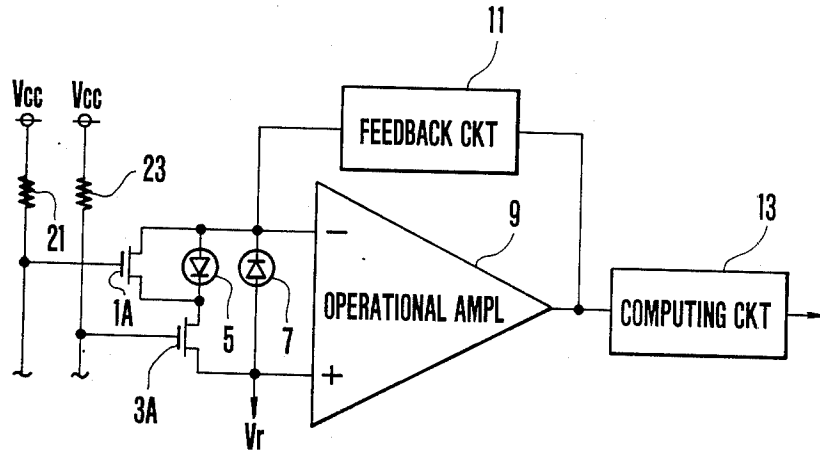 11
Vcc Vcc
FEEDBACK CKT
23
21
9
13
1A
5
7
OPERATIONAL AMPL
COMPUTING CKT
3A
Vr
−
+